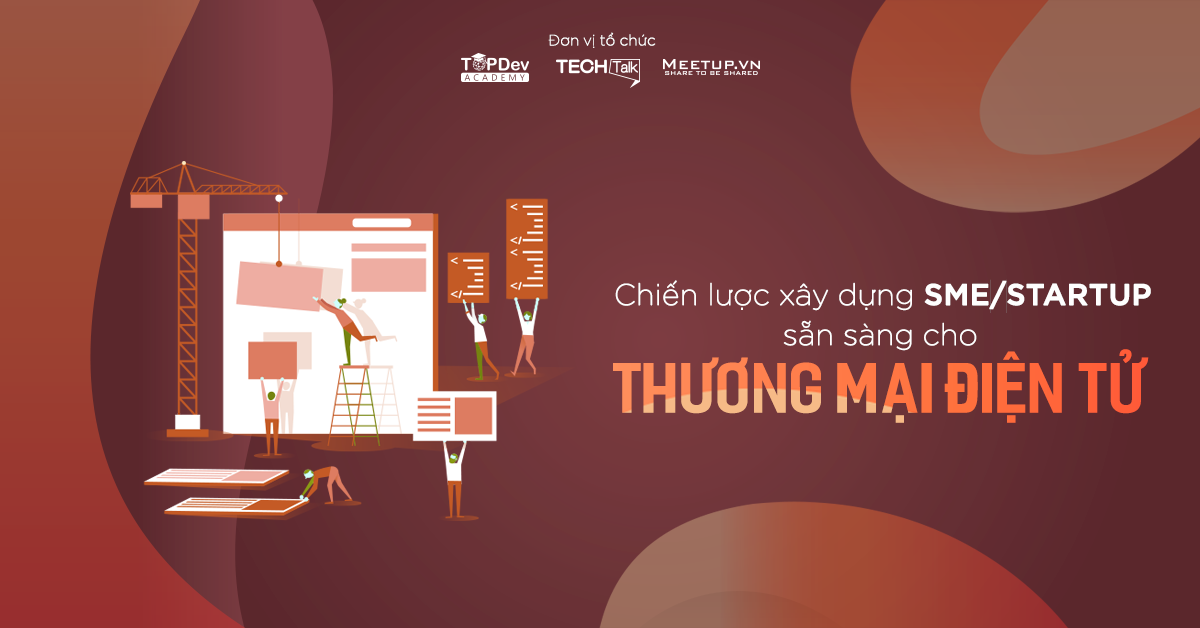 Đơn vị tổ chức
TOPDev
ACADEMY
TECH Talk
MEETUP.VN
SHARE TO BE SHARED
<
</
<
</
<
</
Chiến lược xây dựng SME/STARTUP
sẵn sàng cho
THƯƠNG MẠI ĐIỆN TỬ